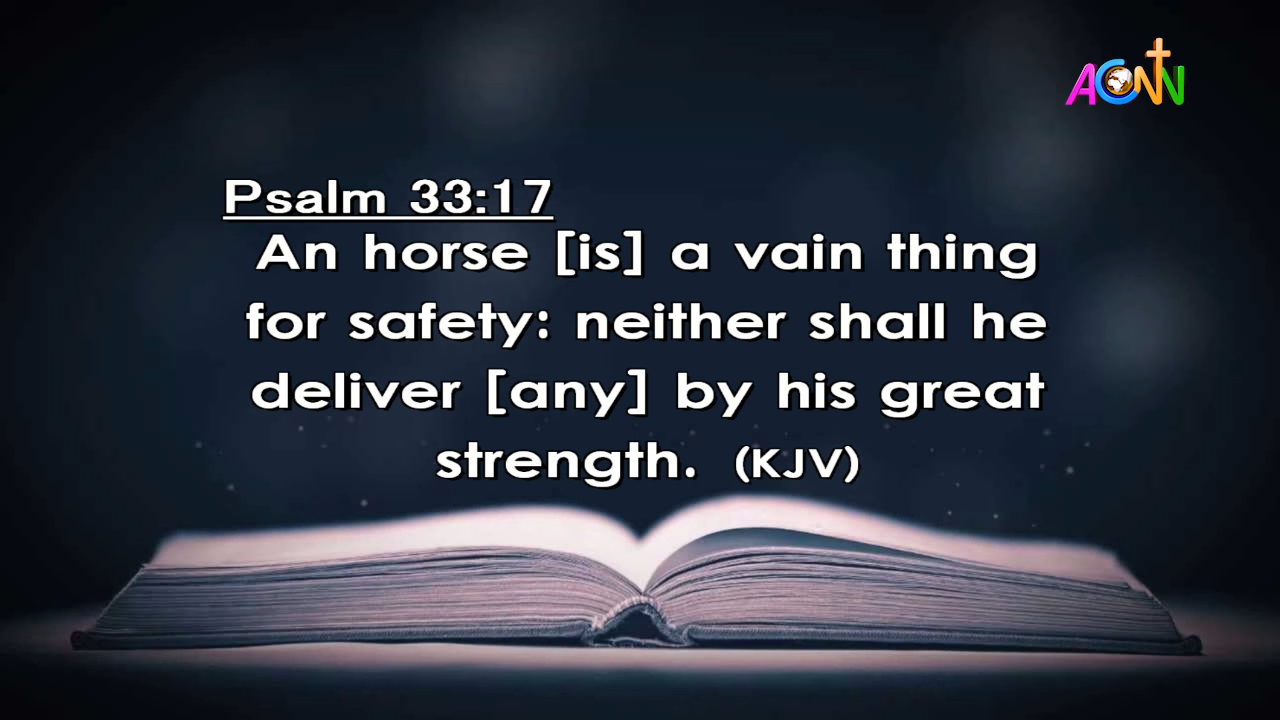 ACNN
Psalm 33:17
An horse [is] a vain thing
for safety: neither shall he
deliver [any] by his great
strength. (KJV)